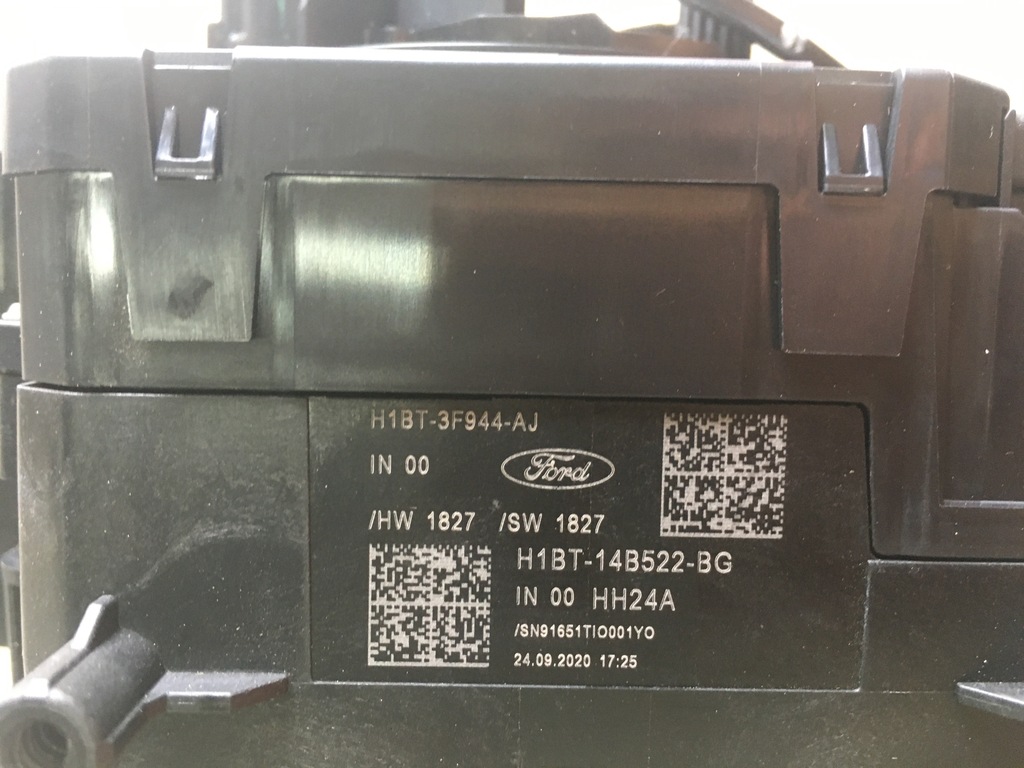 H1BT-3F944-AJ
IN 00
Ford
/HW 1827 /SW 1827
H1BT-14B522-BG
IN 00 HH24A
/SN91651TIO001YO
24.09.2020 17:25